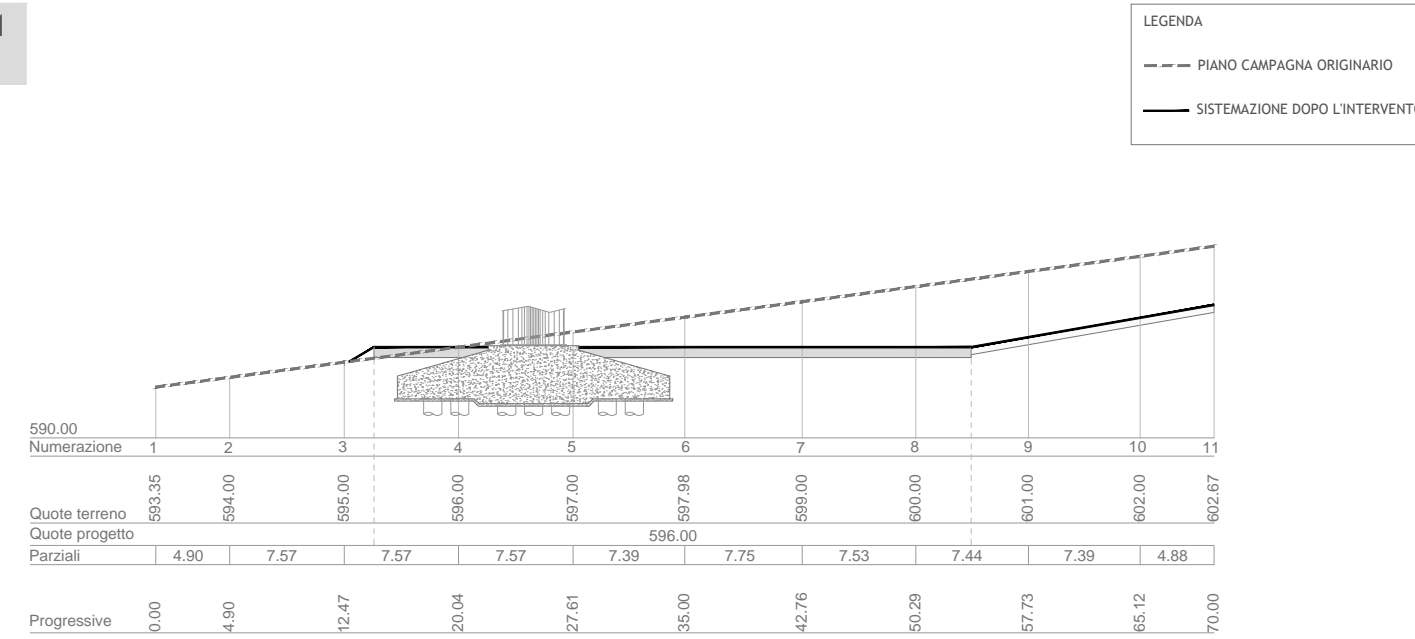 LEGENDA
PIANO CAMPAGNA ORIGINARIO
SISTEMAZIONE DOPO L'INTERVENTO
590.00
Numerazione 1 2 3 4 5 6 7 8 9 10 11
Quote terreno 593.35 594.00 595.00 596.00 597.00 597.98 599.00 600.00 601.00 602.00 602.67
Quote progetto 596.00
Parziali 4.90 7.57 7.57 7.57 7.39 7.75 7.53 7.44 7.39 4.88
Progressive 0.00 4.90 12.47 20.04 27.61 35.00 42.76 50.29 57.73 65.12 70.00